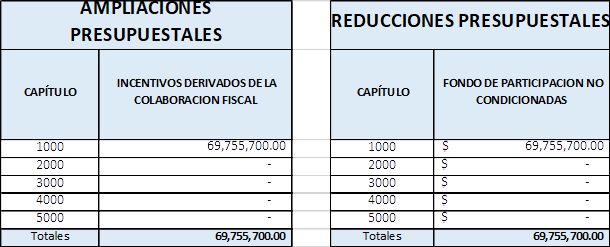 AMPLIACIONES
PRESUPUESTALES
CAPÍTULO
INCENTIVOS DERIVADOS DE LA
COLABORACION FISCAL
1000 69,755,700.00
2000 -
3000 -
4000 -
5000 -
Totales 69,755,700.00
REDUCCIONES PRESUPUESTALES
CAPÍTULO
FONDO DE PARTICIPACION NO
CONDICIONADAS
1000 $ 69,755,700.00
2000 $ -
3000 $ -
4000 $ -
5000 $ -
Totales 69,755,700.00